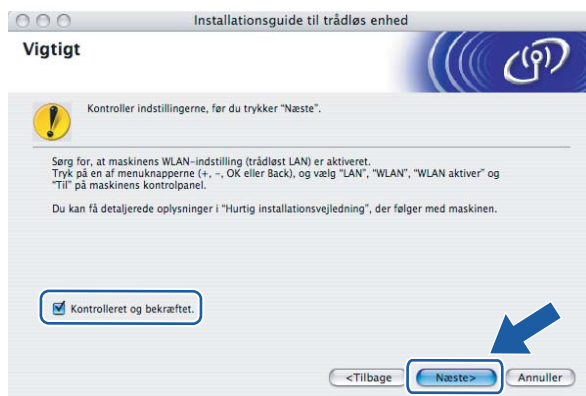 Installationsguide til trådløs enhed
Vigtigt
Kontroller indstillingerne, før du trykker "Næste".
Sørg for, at maskinens WLAN-indstilling (trådløst LAN) er aktiveret.
Tryk på en af menuknapperne (+, -, OK eller Back), og vælg "LAN", "WLAN", "WLAN aktiver" og
"Til" på maskinens kontrolpanel.
Du kan få detaljerede oplysninger i "Hurtig installationsvejledning", der følger med maskinen.
Kontrolleret og bekræftet.
<Tilbage Næste> Annuller